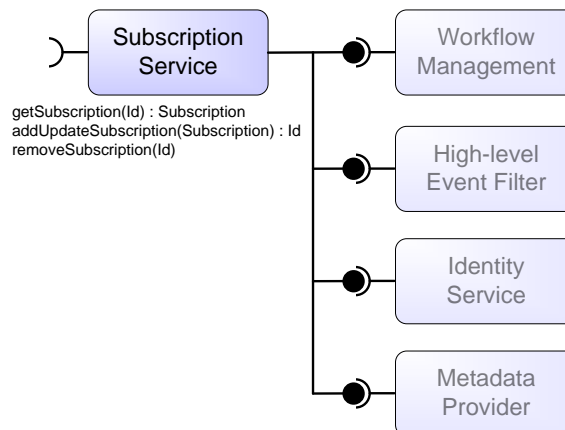 Subscription
Service
getSubscription(Id) : Subscription
addUpdateSubscription(Subscription) : Id
removeSubscription(Id)
Workflow
Management
High-level
Event Filter
Identity
Service
Metadata
Provider